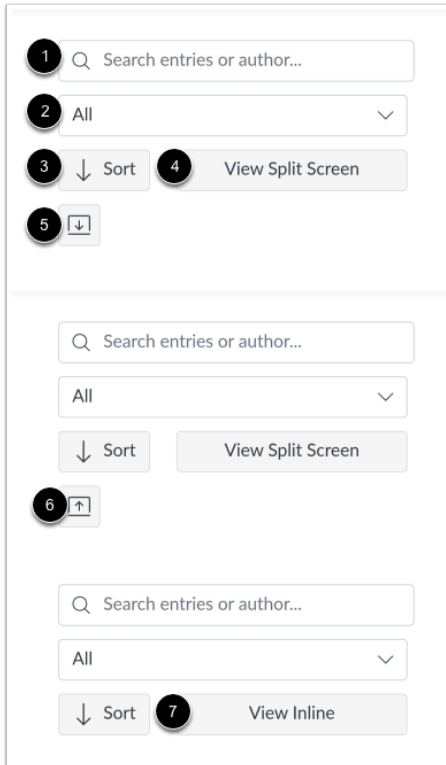 1 Search entries or author...
2 All
3 Sort 4 View Split Screen
5
Search entries or author...
All
Sort View Split Screen
6
Search entries or author...
All
Sort 7 View Inline